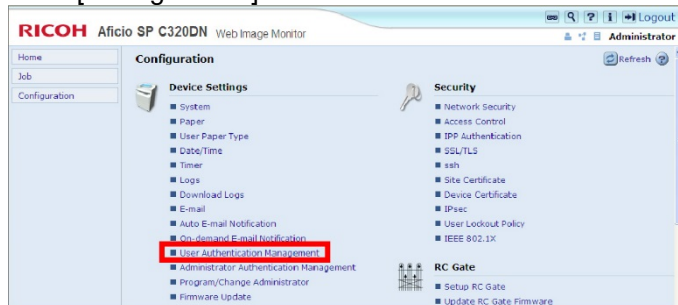 RICOH Aficio SP C320DN Web Image Monitor
Logout
Administrator
Home
Job
Configuration
Configuration
Refresh
Device Settings
System
Paper
User Paper Type
Date/Time
Timer
Logs
Download Logs
E-mail
Auto E-mail Notification
On-demand E-mail Notification
User Authentication Management
Administrator Authentication Management
Program/Change Administrator
Firmware Update
Security
Network Security
Access Control
IPP Authentication
SSL/TLS
ssh
Site Certificate
Device Certificate
IPsec
User Lockout Policy
IEEE 802.1X
RC Gate
Setup RC Gate
Update RC Gate Firmware